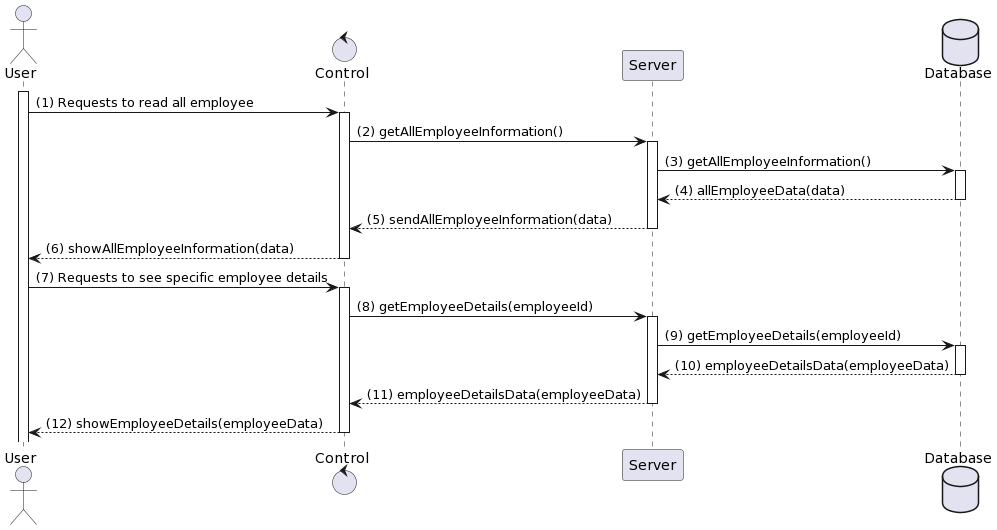 User
Control
Server
Database
(1) Requests to read all employee
(2) getAllEmployeeInformation()
(3) getAllEmployeeInformation()
(4) allEmployeeData(data)
(5) sendAllEmployeeInformation(data)
(6) showAllEmployeeInformation(data)
(7) Requests to see specific employee details
(8) getEmployeeDetails(employeeId)
(9) getEmployeeDetails(employeeId)
(10) employeeDetailsData(employeeData)
(11) employeeDetailsData(employeeData)
(12) showEmployeeDetails(employeeData)
User
Control
Server
Database